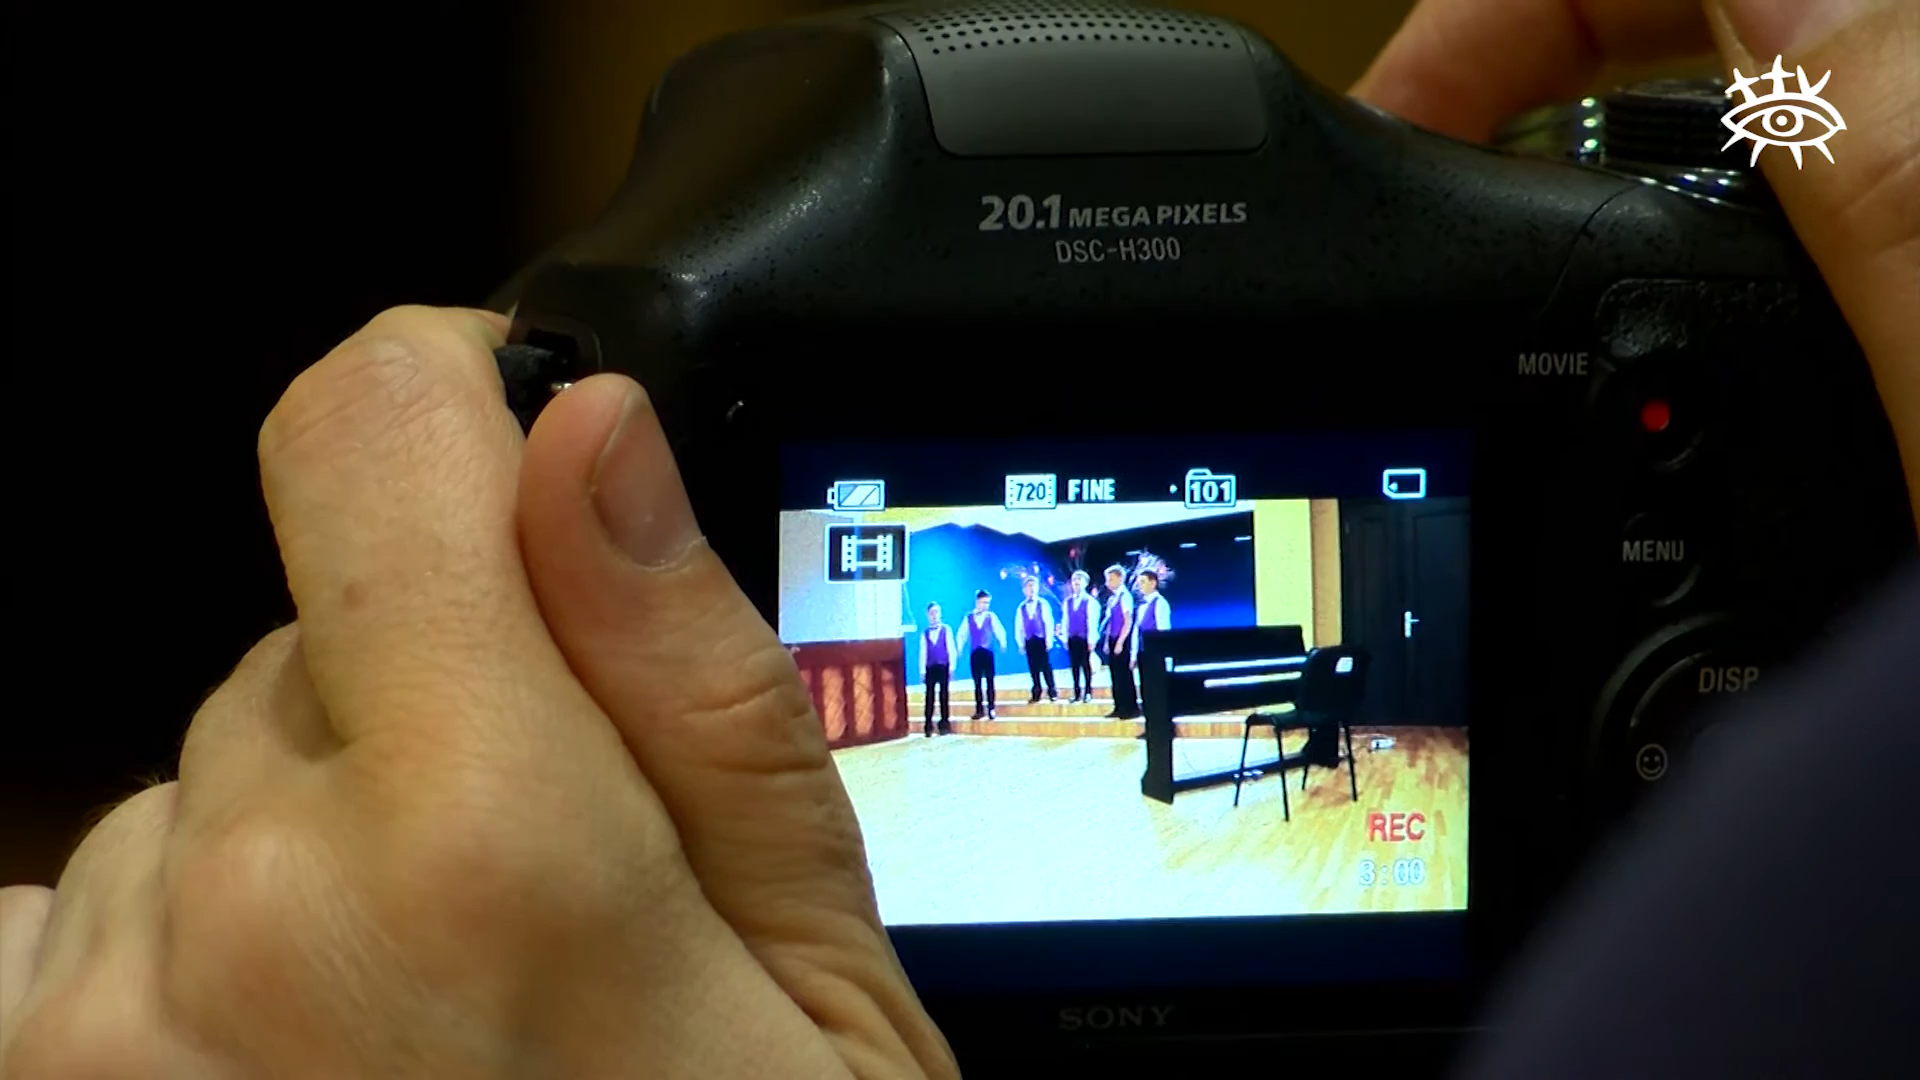 20.1 MEGA PIXELS
DSC-H300
MOVIE
720 FINE 101
MENU
DISP
REC
3:00
SONY